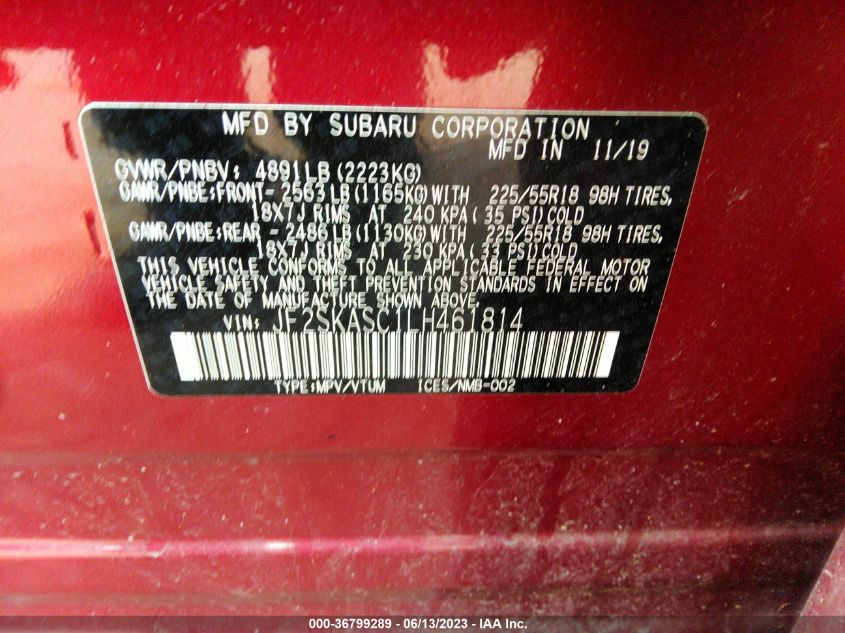 MFD BY SUBARU CORPORATION
MFD IN 11/19
GVWR/PNBV: 4891LB (2223KG)
GAWR/PNBE:FRONT- 2563 LB (1165KG) WITH 225/55R18 98H TIRES,
18X7J RIMS AT 240 KPA ( 35 PSI) COLD
GAWR/PNBE:REAR - 2486 LB (1130KG) WITH 225/55R18 98H TIRES,
18X7J RIMS AT 230 KPA ( 33 PSI) COLD
THIS VEHICLE CONFORMS TO ALL APPLICABLE FEDERAL MOTOR
VEHICLE SAFETY AND THEFT PREVENTION STANDARDS IN EFFECT ON
THE DATE OF MANUFACTURE SHOWN ABOVE.
VIN: JF2SKASC1LH461814
TYPE:MPV/VTUM ICES/NMB-002
000-36799289 - 06/13/2023 - IAA Inc.